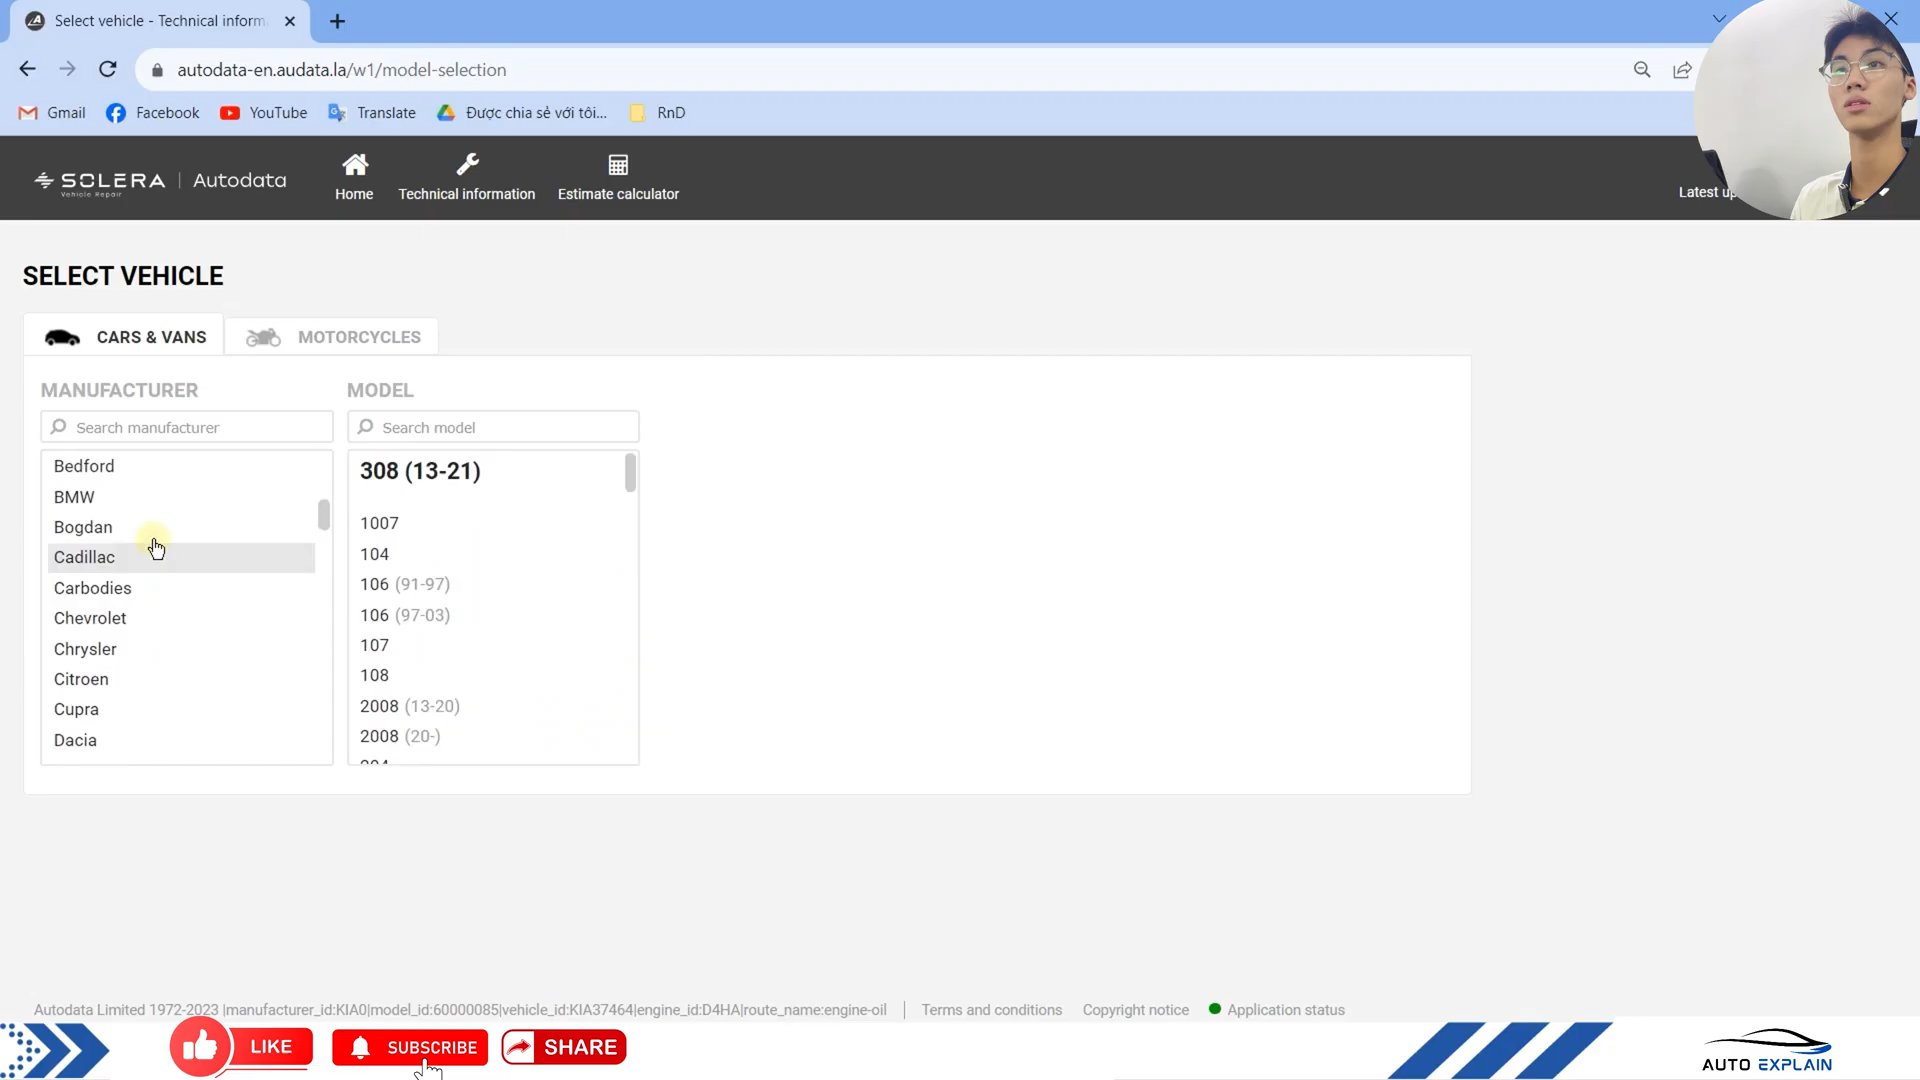 Select vehicle - Technical inform
autodata-en.audata.la/w1/model-selection
Gmail
Facebook
YouTube
Translate
Được chia sẻ với tôi...
RnD
SOLERA
Vehicle Repair
Autodata
Home
Technical information
Estimate calculator
Latest up
SELECT VEHICLE
CARS & VANS
MOTORCYCLES
MANUFACTURER
MODEL
Search manufacturer
Search model
Bedford
BMW
Bogdan
Cadillac
Carbodies
Chevrolet
Chrysler
Citroen
Cupra
Dacia
308 (13-21)
1007
104
106 (91-97)
106 (97-03)
107
108
2008 (13-20)
2008 (20-)
Autodata Limited 1972-2023 |manufacturer_id:KIA0|model_id:60000085|vehicle_id:KIA37464|engine_id:D4HA|route_name:engine-oil
Terms and conditions
Copyright notice
Application status
LIKE
SUBSCRIBE
SHARE
AUTO EXPLAIN